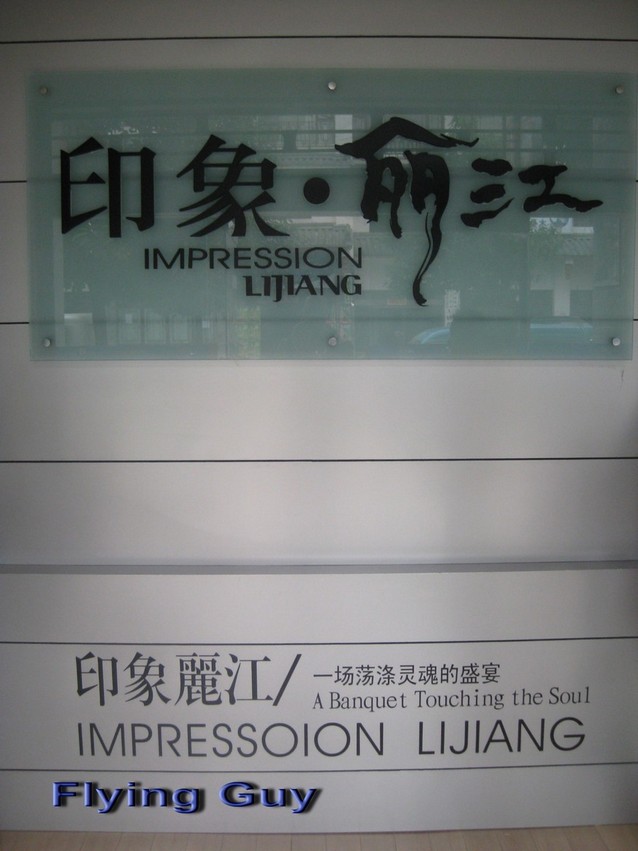 印象·丽江
IMPRESSION
LIJIANG
印象麗江/一场荡涤灵魂的盛宴
A Banquet Touching the Soul
IMPRESSOION LIJIANG
Flying Guy